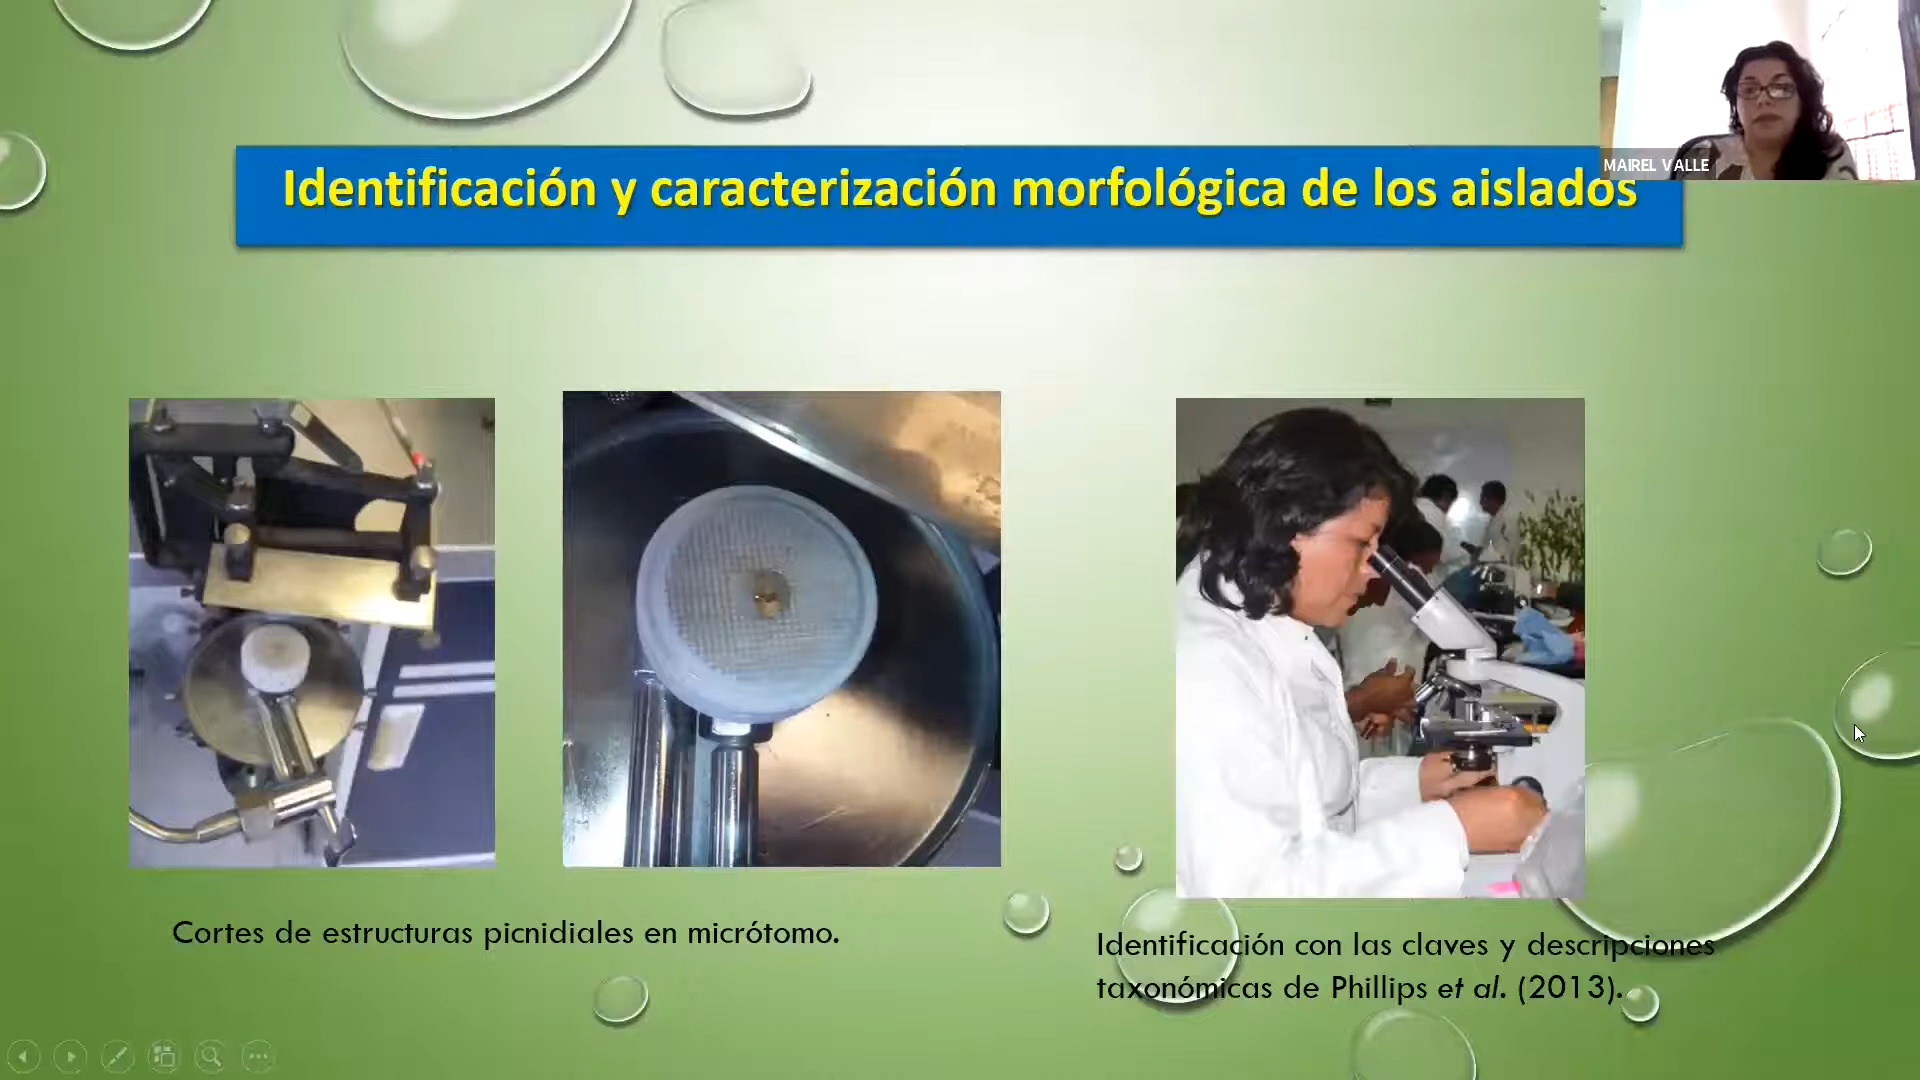 MAIREL VALLE
Identificación y caracterización morfológica de los aislados
Cortes de estructuras picnidiales en micrótomo.
Identificación con las claves y descripciones
taxonómicas de Phillips et al. (2013).